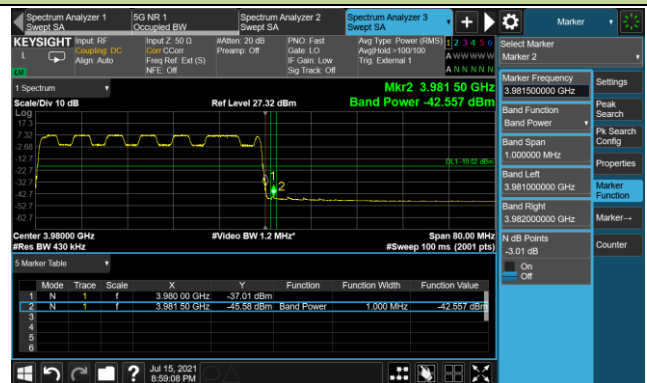 Spectrum Analyzer 1
Swept SA
5G NR 1
Occupied BW
Spectrum Analyzer 2
Swept SA
Spectrum Analyzer 3
Swept SA
Marker
KEYSIGHT
L
Input: RF
Coupling: DC
Align: Auto
Input Z: 50 Ω
Corr CCorr
Freq Ref: Ext (S)
NFE: Off
#Atten: 20 dB
Preamp: Off
PNO: Fast
Gate: LO
IF Gain: Low
Sig Track: Off
Avg Type: Power (RMS)
Avg|Hold >100/100
Trig: External 1
1 2 3 4 5 6
A W W W W W
A N N N N N
1 Spectrum
Scale/Div 10 dB
Log
Ref Level 27.32 dBm
Mkr2 3.981 50 GHz
Band Power -42.557 dBm
17.3
7.32
-2.68
-12.7
-22.7
-32.7
-42.7
-52.7
-62.7
DL1 -19.02 dBm
1
2
Center 3.98000 GHz
#Res BW 430 kHz
#Video BW 1.2 MHz*
Span 80.00 MHz
#Sweep 100 ms (2001 pts)
5 Marker Table
Mode Trace Scale X Y Function Function Width Function Value
1 N 1 f 3.980 00 GHz -37.01 dBm
2 N 1 f 3.981 50 GHz -45.58 dBm Band Power 1.000 MHz -42.557 dBm
3
4
5
6
Jul 15, 2021
8:59:08 PM
Select Marker
Marker 2
Marker Frequency
3.981500000 GHz
Band Function
Band Power
Band Span
1.000000 MHz
Band Left
3.981000000 GHz
Band Right
3.982000000 GHz
N dB Points
-3.01 dB
On
Off
Settings
Peak
Search
Pk Search
Config
Properties
Marker
Function
Marker→
Counter